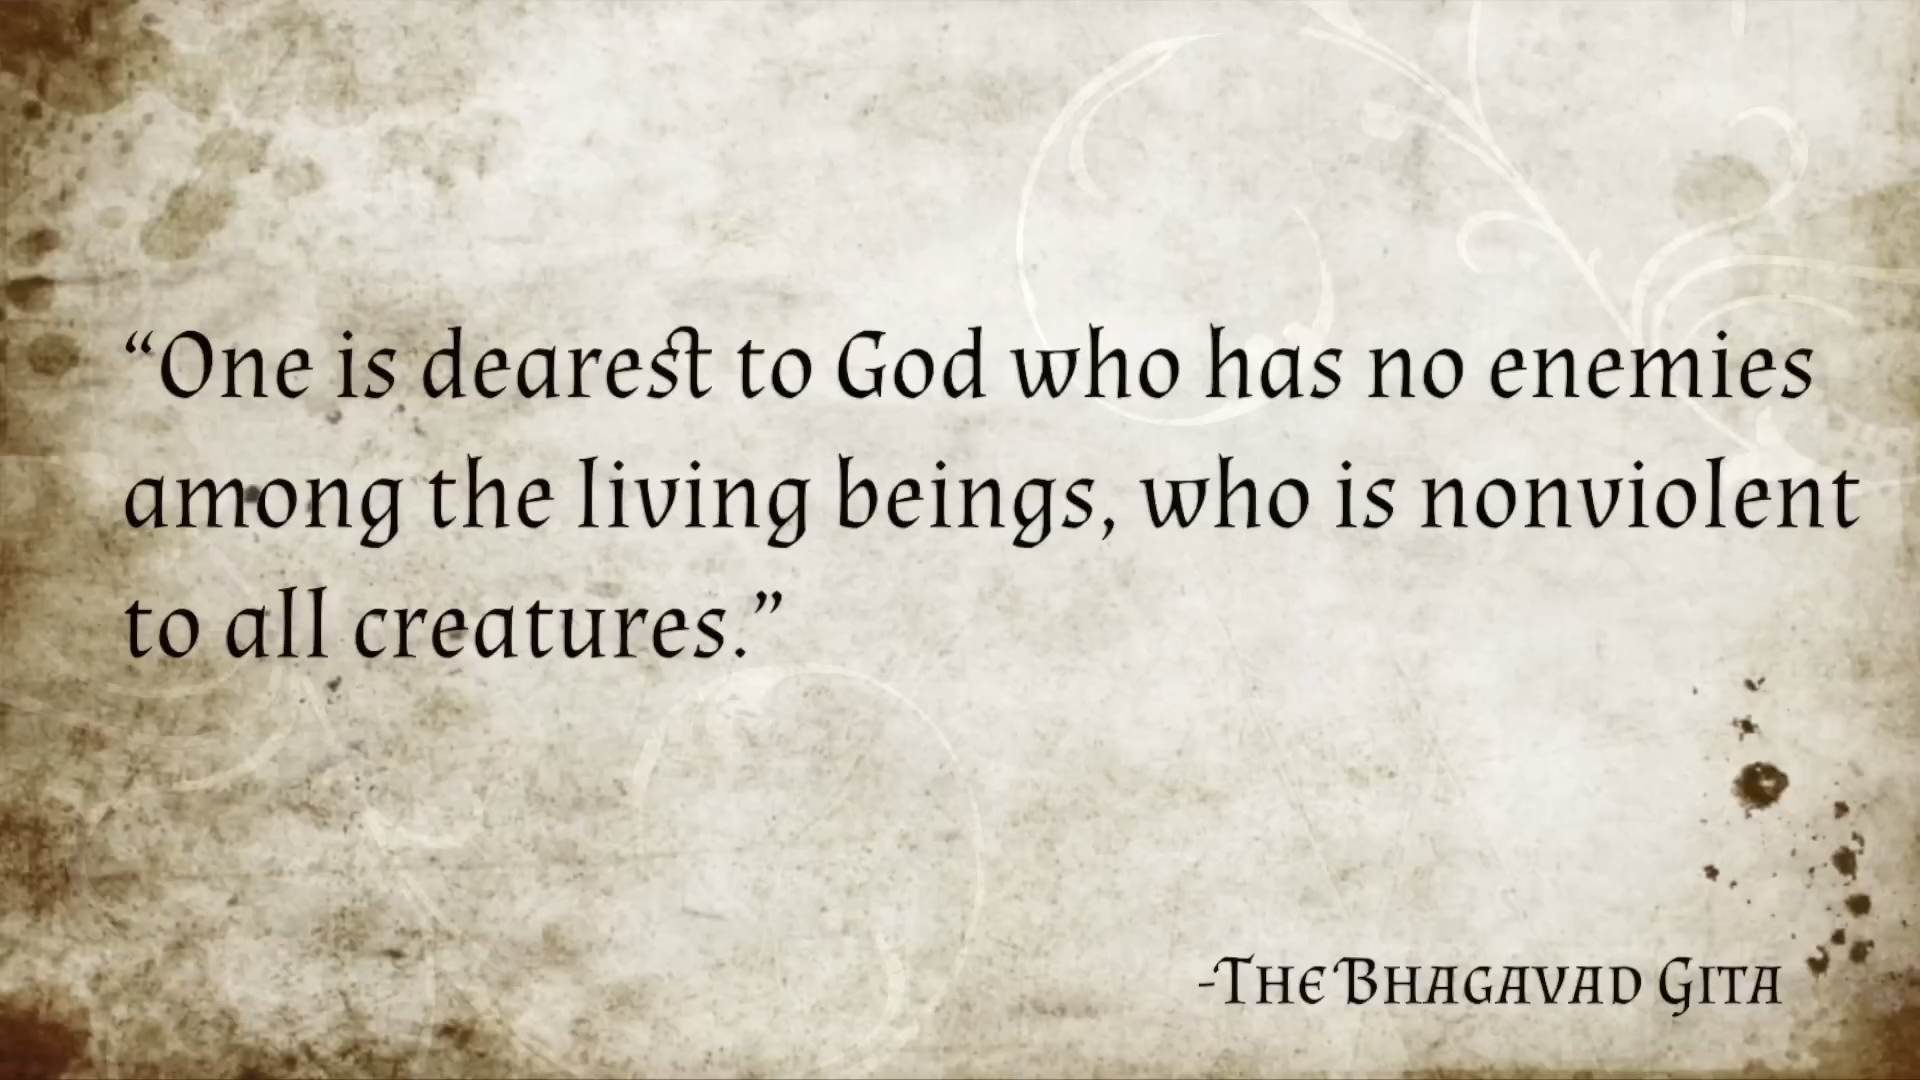 “One is dearest to God who has no enemies
among the living beings, who is nonviolent
to all creatures.”
-The Bhagavad Gita